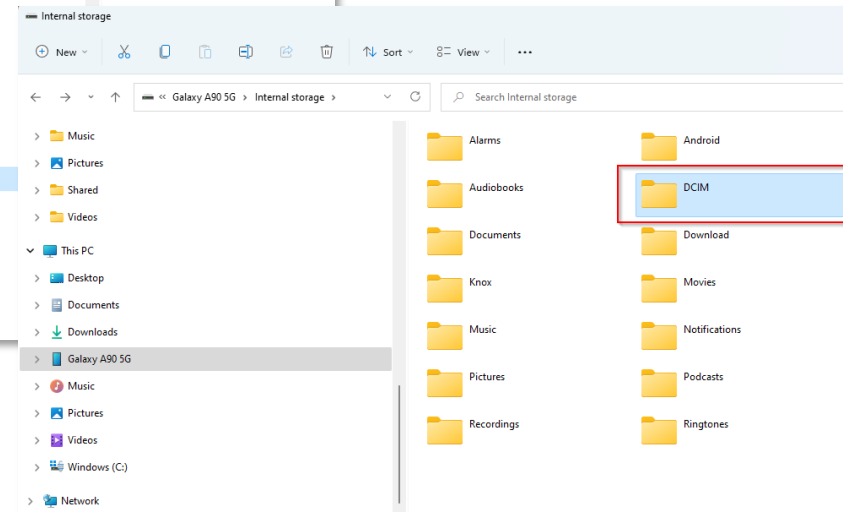 Internal storage
New Sort View ...
« Galaxy A90 5G > Internal storage > Search Internal storage
Music
Pictures
Shared
Videos
This PC
Desktop
Documents
Downloads
Galaxy A90 5G
Music
Pictures
Videos
Windows (C:)
Network
Alarms Android
Audiobooks DCIM
Documents Download
Knox Movies
Music Notifications
Pictures Podcasts
Recordings Ringtones